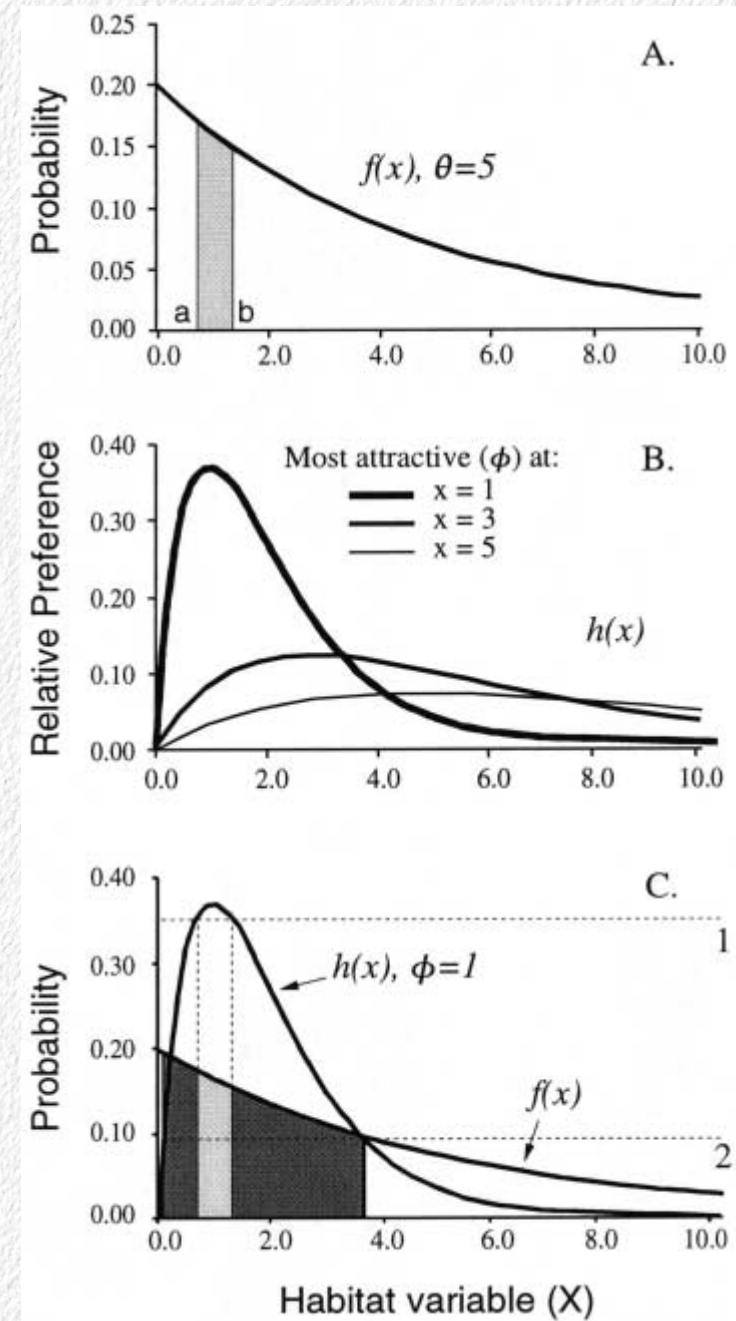 A.
Probability
0.25
0.20
0.15
0.10
0.05
0.00
f(x), θ=5
a b
0.0 2.0 4.0 6.0 8.0 10.0
B.
Relative Preference
0.40
0.30
0.20
0.10
0.00
Most attractive (ϕ) at:
x = 1
x = 3
x = 5
h(x)
0.0 2.0 4.0 6.0 8.0 10.0
C.
Probability
0.40
0.30
0.20
0.10
0.00
1
h(x), ϕ=1
f(x)
2
0.0 2.0 4.0 6.0 8.0 10.0
Habitat variable (X)